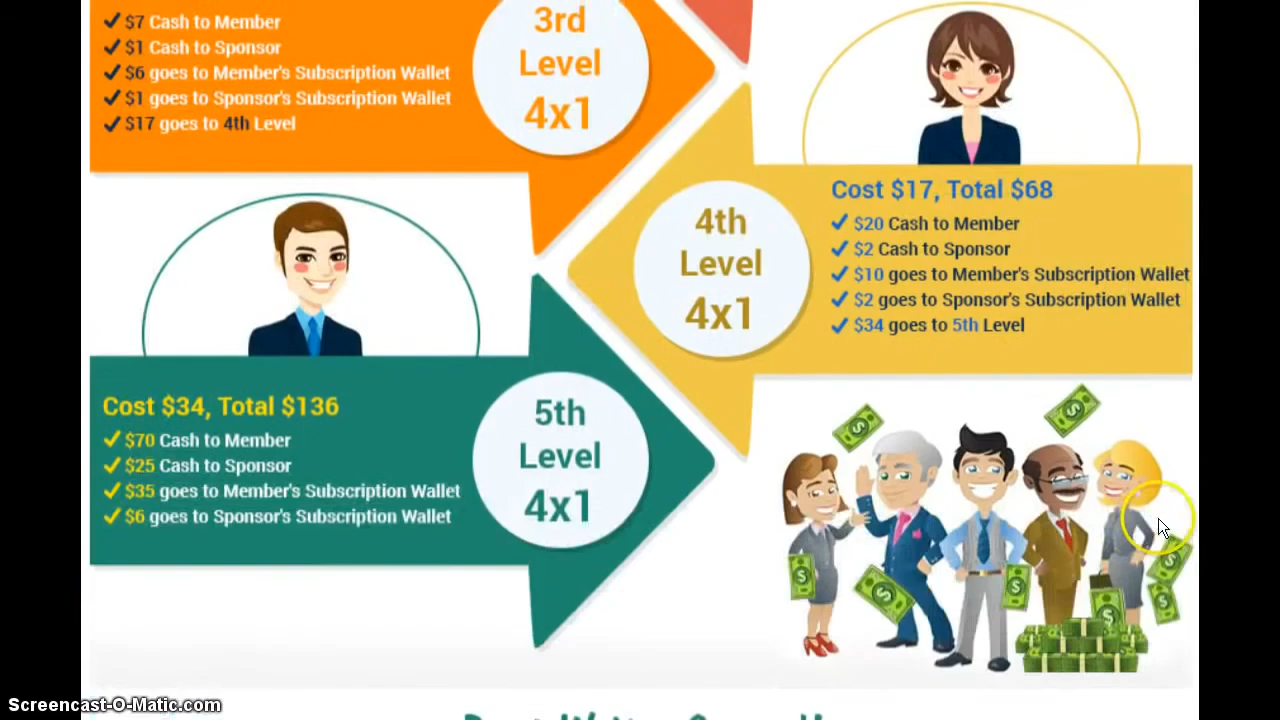 $7 Cash to Member
$1 Cash to Sponsor
$6 goes to Member's Subscription Wallet
$1 goes to Sponsor's Subscription Wallet
$17 goes to 4th Level
3rd
Level
4x1
4th
Level
4x1
Cost $17, Total $68
$20 Cash to Member
$2 Cash to Sponsor
$10 goes to Member's Subscription Wallet
$2 goes to Sponsor's Subscription Wallet
$34 goes to 5th Level
Cost $34, Total $136
$70 Cash to Member
$25 Cash to Sponsor
$35 goes to Member's Subscription Wallet
$6 goes to Sponsor's Subscription Wallet
5th
Level
4x1
Screencast-O-Matic.com